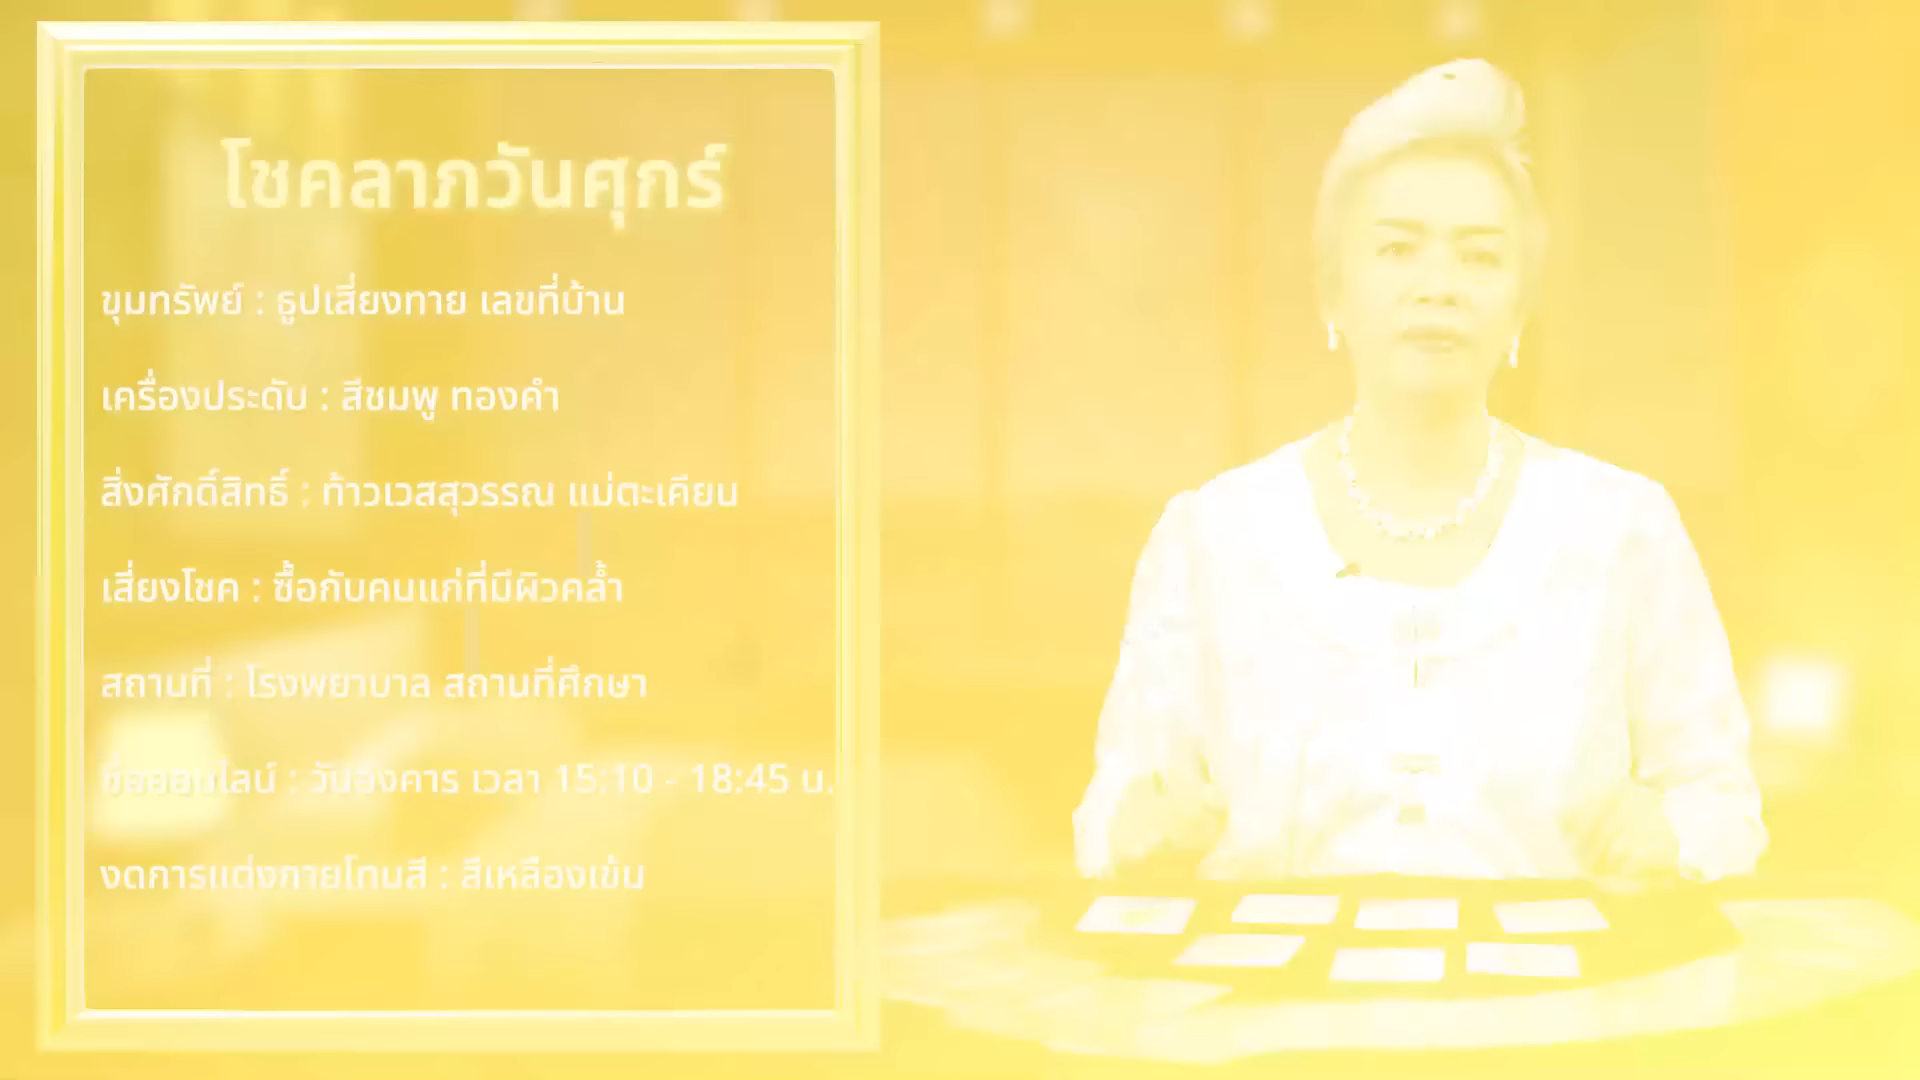 โชคลาภวันศุกร์
ขุมทรัพย์ : ธูปเสี่ยงทาย เลขที่บ้าน
เครื่องประดับ : สีชมพู ทองคำ
สิ่งศักดิ์สิทธิ์ : ท้าวเวสสุวรรณ แม่ตะเคียน
เสี่ยงโชค : ซื้อกับคนแก่ที่มีผิวคล้ำ
สถานที่ : โรงพยาบาล สถานที่ศึกษา
ซื้อออนไลน์ : วันอังคาร เวลา 15:10 - 18:45 น.
งดการแต่งกายโทนสี : สีเหลืองเข้ม